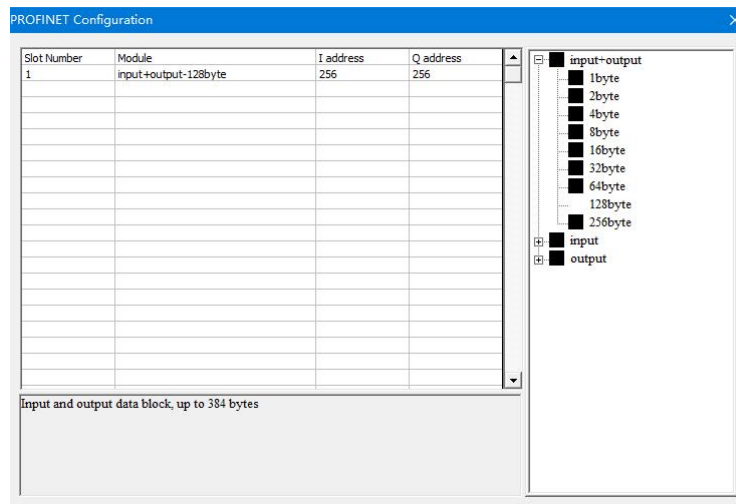 PROFINET Configuration
Slot Number Module I address Q address
1 input+output-128byte 256 256
Input and output data block, up to 384 bytes
input+output
1byte
2byte
4byte
8byte
16byte
32byte
64byte
128byte
256byte
input
output